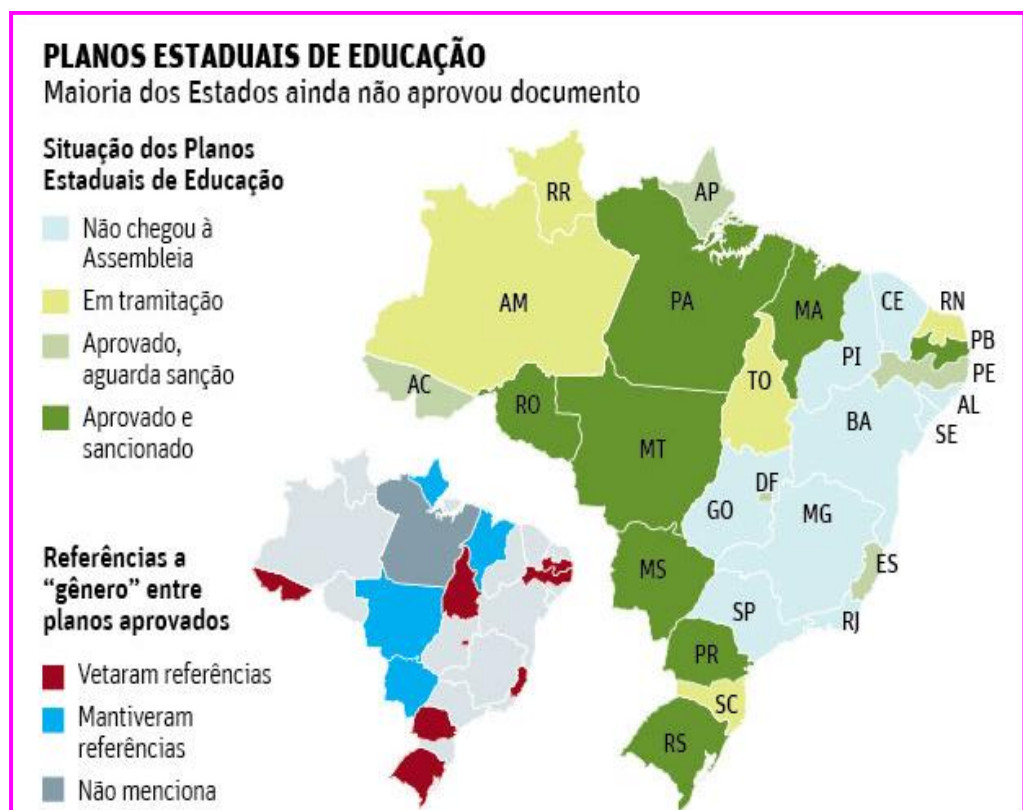 PLANOS ESTADUAIS DE EDUCAÇÃO
Maioria dos Estados ainda não aprovou documento
Situação dos Planos
Estaduais de Educação
Não chegou à
Assembleia
Em tramitação
Aprovado,
aguarda sanção
Aprovado e
sancionado
RR
AP
AM
PA
MA
CE
RN
PB
PI
PE
AC
TO
AL
RO
BA
SE
MT
DF
GO
MG
ES
MS
SP
RJ
PR
SC
RS
Referências a
“gênero” entre
planos aprovados
Vetaram referências
Mantiveram
referências
Não menciona